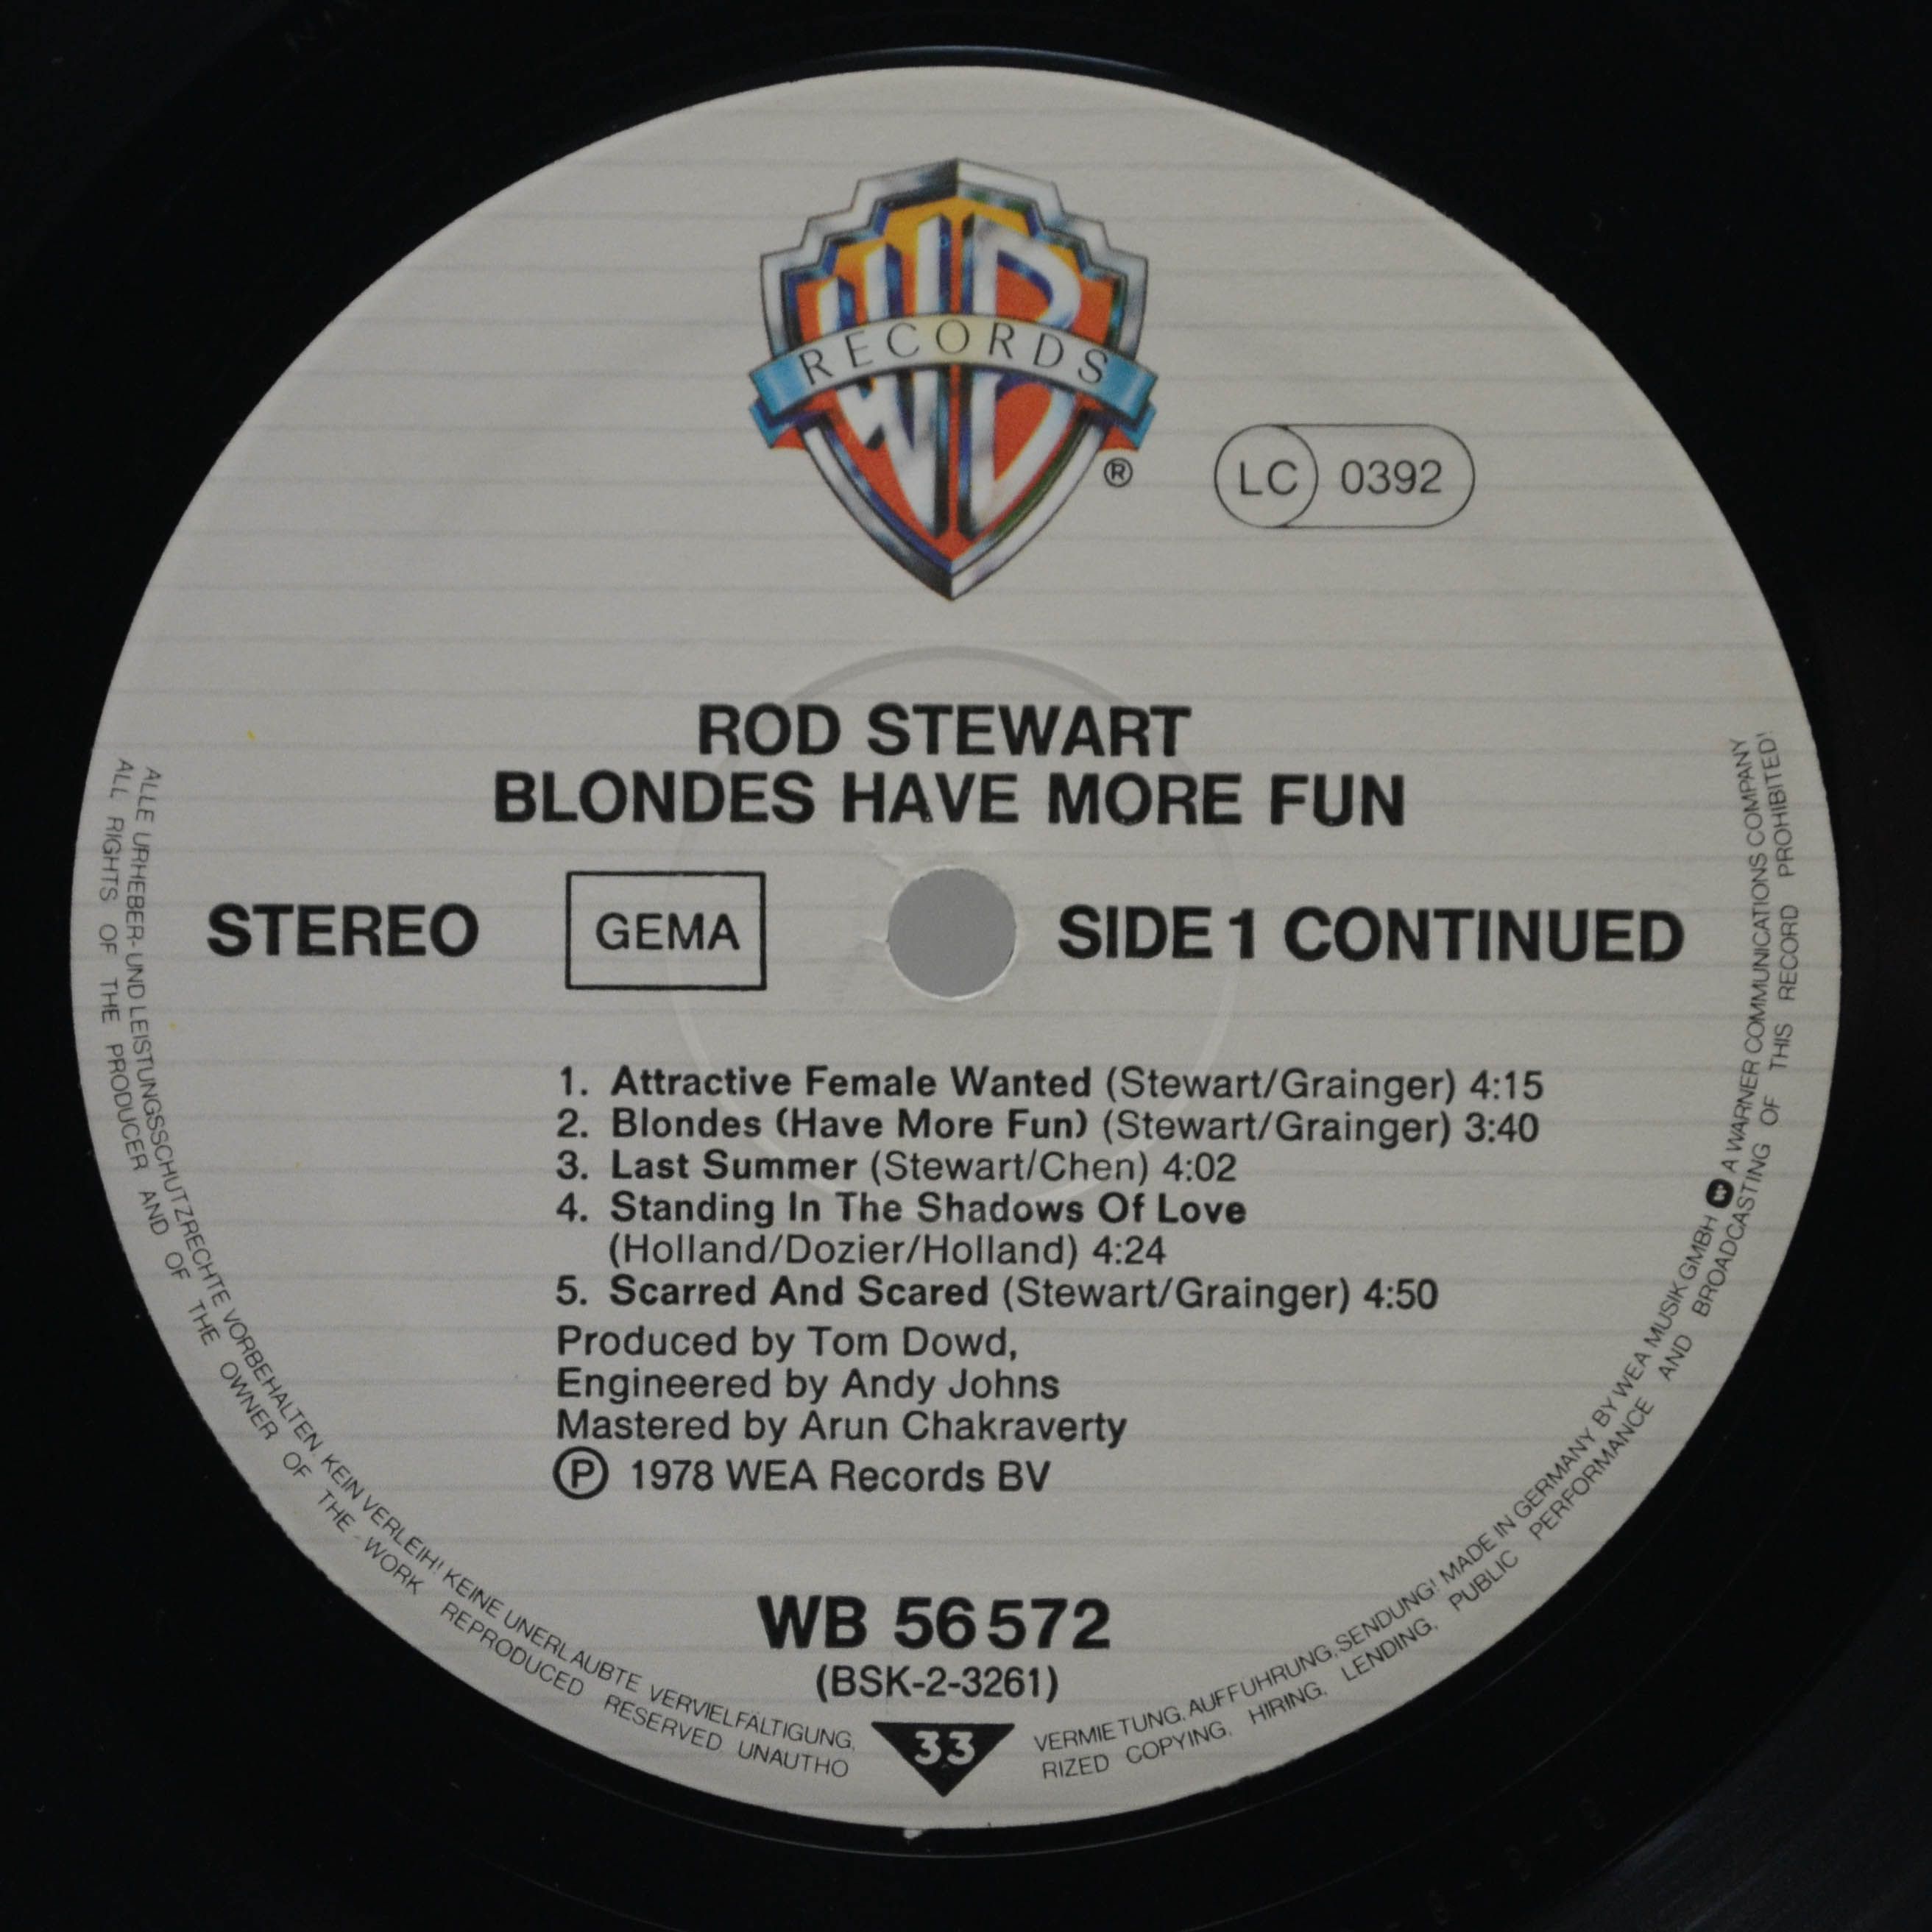 WB
RECORDS
®
LC 0392
ROD STEWART
BLONDES HAVE MORE FUN
STEREO GEMA SIDE 1 CONTINUED
1. Attractive Female Wanted (Stewart/Grainger) 4:15
2. Blondes (Have More Fun) (Stewart/Grainger) 3:40
3. Last Summer (Stewart/Chen) 4:02
4. Standing In The Shadows Of Love
(Holland/Dozier/Holland) 4:24
5. Scarred And Scared (Stewart/Grainger) 4:50
Produced by Tom Dowd,
Engineered by Andy Johns
Mastered by Arun Chakraverty
Ⓟ 1978 WEA Records BV
WB 56 572
(BSK-2-3261)
33
ALLE URHEBER- UND LEISTUNGSSCHUTZRECHTE VORBEHALTEN. KEIN VERLEIH! KEINE UNERLAUBTE VERVIELFÄLTIGUNG, VERMIETUNG, AUFFÜHRUNG, SENDUNG! MADE IN GERMANY BY WEA MUSIK GMBH A WARNER COMMUNICATIONS COMPANY
ALL RIGHTS OF THE PRODUCER AND OF THE OWNER OF THE - WORK REPRODUCED RESERVED UNAUTHO RIZED COPYING, HIRING, LENDING, PUBLIC PERFORMANCE AND BROADCASTING OF THIS RECORD PROHIBITED!